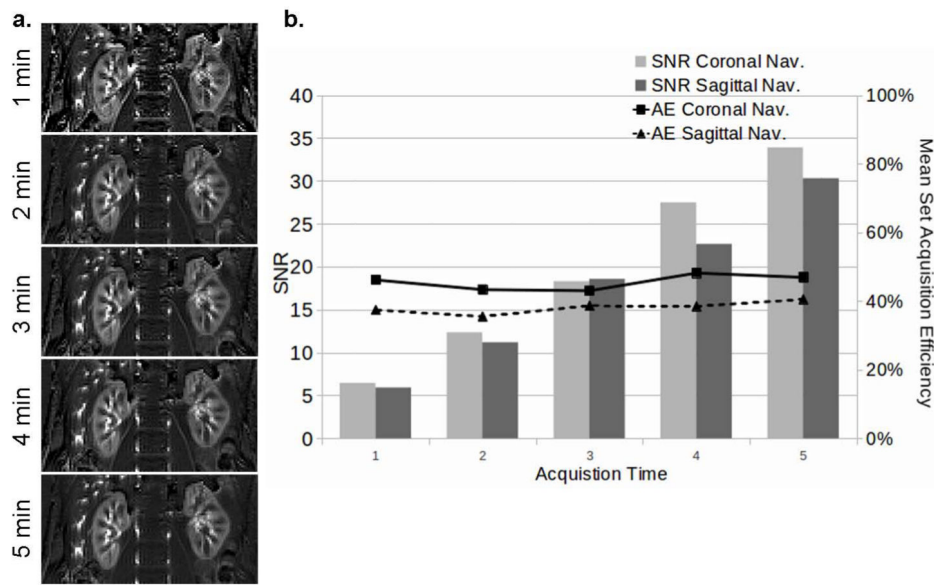 a.
1 min
2 min
3 min
4 min
5 min
b.
SNR Coronal Nav.
SNR Sagittal Nav.
AE Coronal Nav.
AE Sagittal Nav.
40
35
30
25
20
15
10
5
0
SNR
100%
80%
60%
40%
20%
0%
Mean Set Acquisition Efficiency
1 2 3 4 5
Acquistion Time